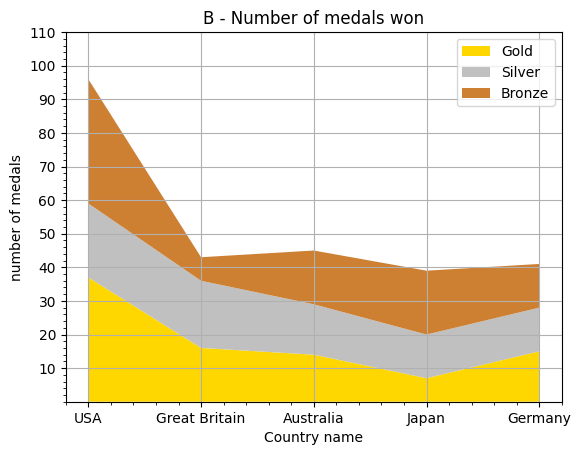 B - Number of medals won
110
100
90
80
70
60
50
40
30
20
10
number of medals
Gold
Silver
Bronze
USA
Great Britain
Australia
Japan
Germany
Country name